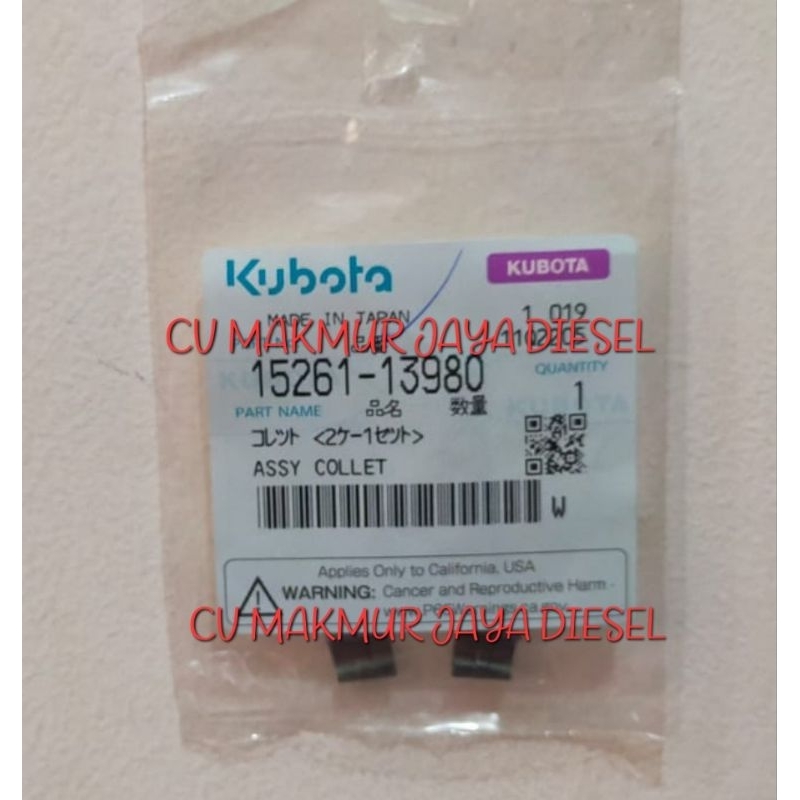 Kubota
KUBOTA
MADE IN JAPAN
1 019
CV MAKMUR JAYA DIESEL
15261-13980
QUANTITY
1
PART NAME 品名 数量
コレット <2ケ-1セット>
ASSY COLLET
W
Applies Only to California, USA
WARNING: Cancer and Reproductive Harm -
CV MAKMUR JAYA DIESEL